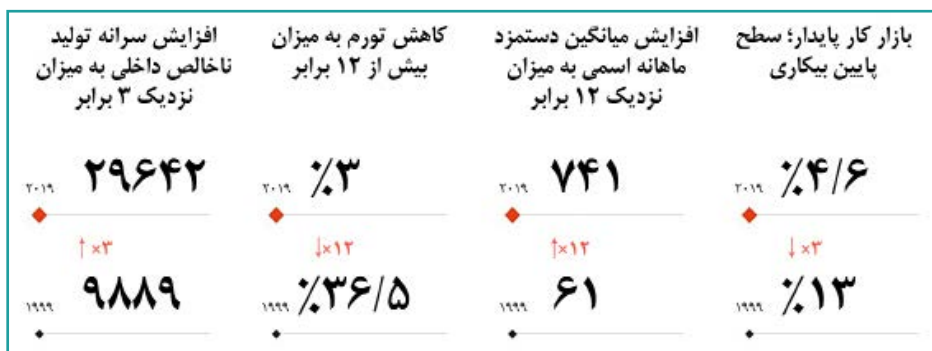 بازار کار پایدار؛ سطح
پایین بیکاری
٪۴/۶
۲۰۱۹
↓ ×۳
٪۱۳
۱۹۹۹
افزایش میانگین دستمزد
ماهانه اسمی به میزان
نزدیک ۱۲ برابر
۷۴۱
۲۰۱۹
↑×۱۲
۶۱
۱۹۹۹
کاهش تورم به میزان
بیش از ۱۲ برابر
٪۳
۲۰۱۹
↓×۱۲
٪۳۶/۵
۱۹۹۹
افزایش سرانه تولید
ناخالص داخلی به میزان
نزدیک ۳ برابر
۲۹۶۴۲
۲۰۱۹
↑ ×۳
۹۸۸۹
۱۹۹۹